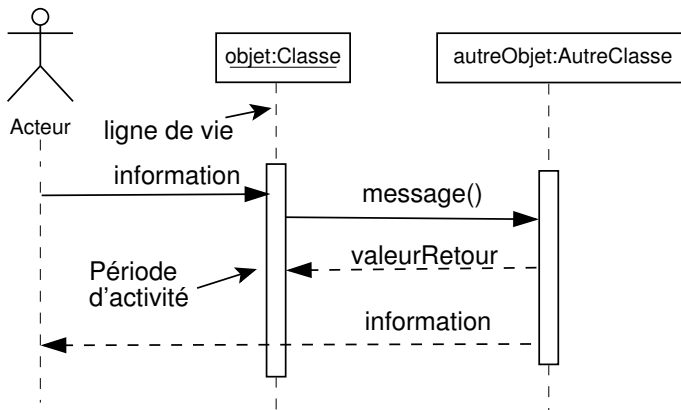 objet:Classe
autreObjet:AutreClasse
Acteur
ligne de vie
information
message()
valeurRetour
Période
d'activité
information